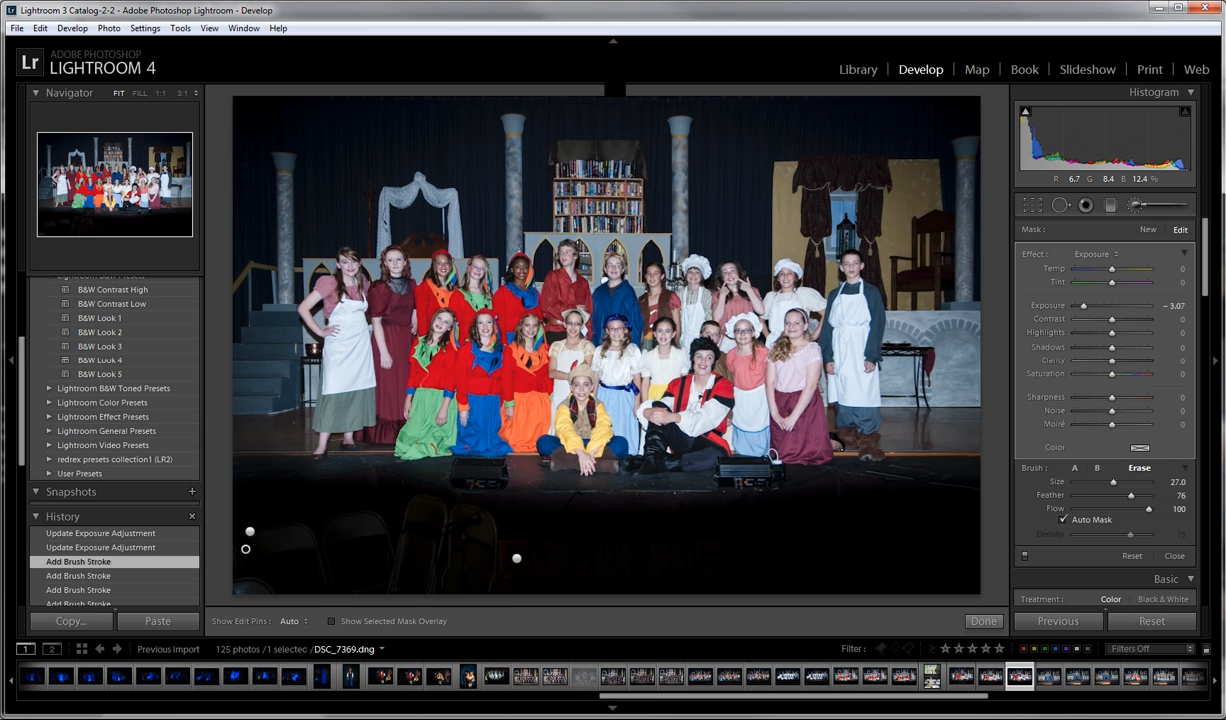 Lightroom 3 Catalog-2-2 - Adobe Photoshop Lightroom - Develop
File Edit Develop Photo Settings Tools View Window Help
Lr ADOBE PHOTOSHOP
LIGHTROOM 4
Library | Develop | Map | Book | Slideshow | Print | Web
Navigator FIT FILL 1:1 3:1
Histogram
R 6.7 G 8.4 B 12.4 %
Mask : New Edit
Effect : Exposure
Temp 0
Tint 0
Exposure – 3.07
Contrast 0
Highlights 0
Shadows 0
Clarity 0
Saturation 0
Sharpness 0
Noise 0
Moiré 0
Color
Brush : A B Erase
Size 27.0
Feather 76
Flow 100
Auto Mask
Density 75
Reset Close
Basic
Treatment : Color Black & White
Previous Reset
Lightroom B&W Presets
B&W Contrast High
B&W Contrast Low
B&W Look 1
B&W Look 2
B&W Look 3
B&W Look 4
B&W Look 5
Lightroom B&W Toned Presets
Lightroom Color Presets
Lightroom Effect Presets
Lightroom General Presets
Lightroom Video Presets
redrex presets collection1 (LR2)
User Presets
Snapshots +
History ×
Update Exposure Adjustment
Update Exposure Adjustment
Add Brush Stroke
Add Brush Stroke
Add Brush Stroke
Add Brush Stroke
Copy... Paste
Show Edit Pins : Auto Show Selected Mask Overlay Done
1 2 Previous Import 125 photos / 1 selected / DSC_7369.dng Filter : Filters Off